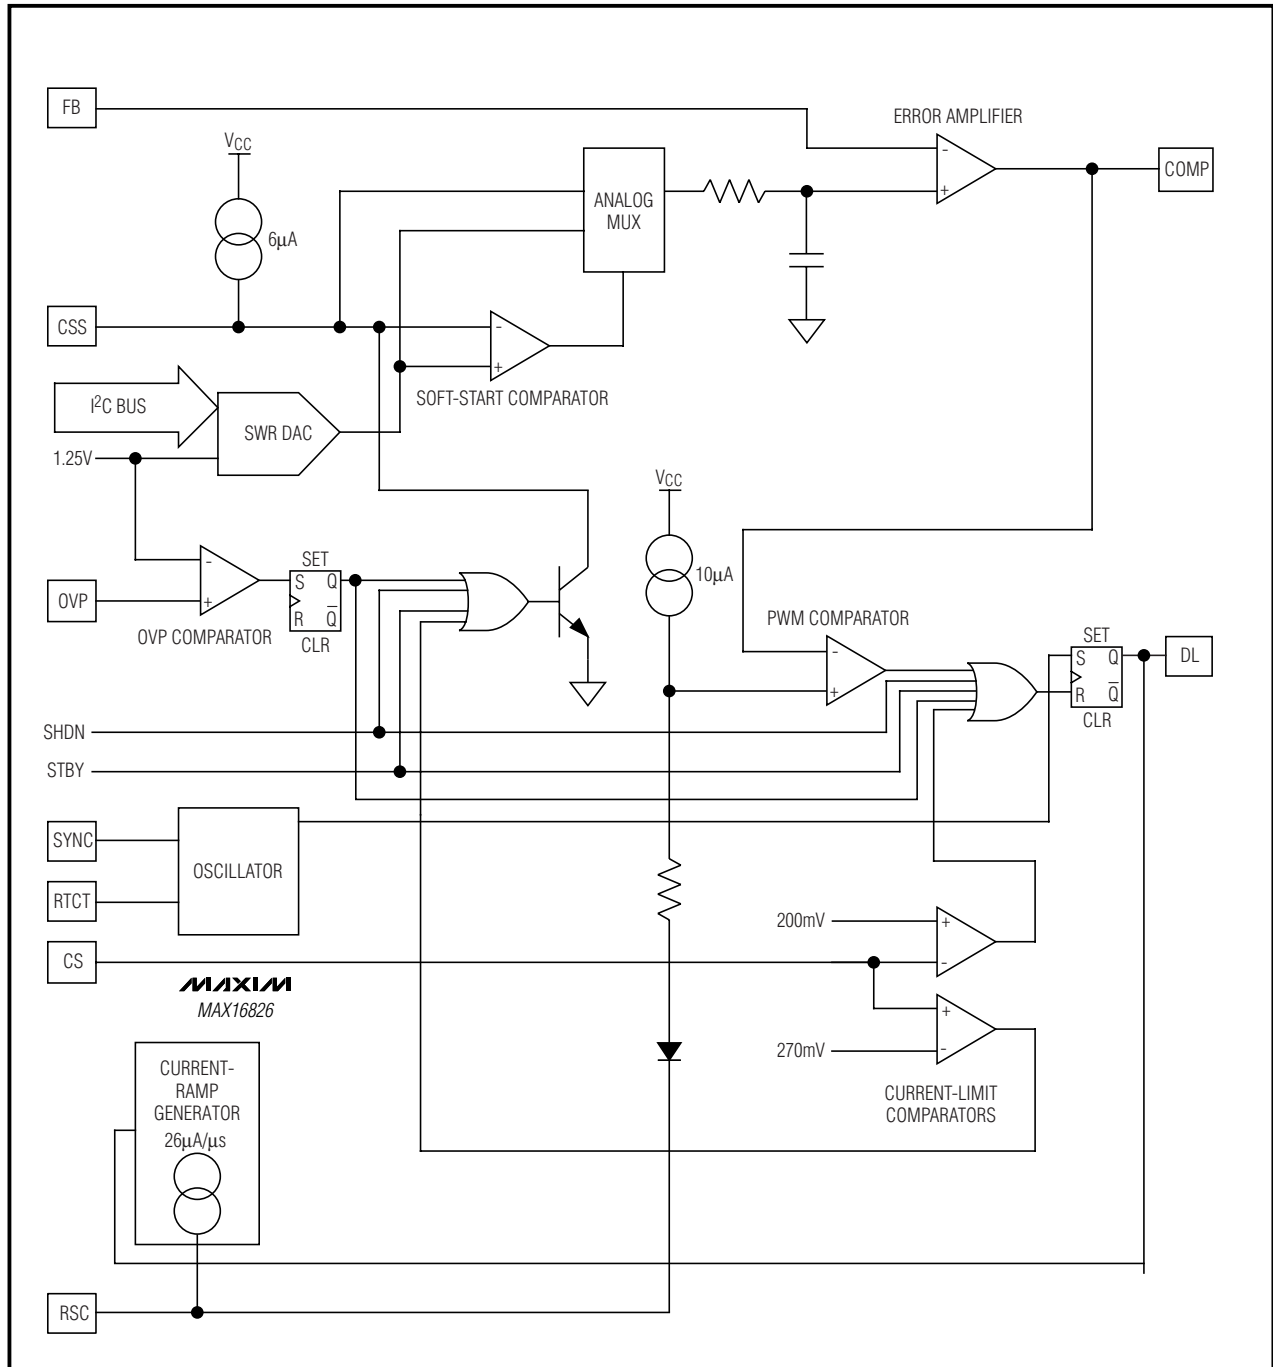 FB
ERROR AMPLIFIER
VCC
-
COMP
ANALOG
MUX
+
6µA
CSS
-
+
SOFT-START COMPARATOR
I²C BUS
SWR DAC
1.25V
VCC
SET
-
S Q
10µA
OVP
+
R Q̅
PWM COMPARATOR
OVP COMPARATOR
CLR
SET
-
S Q
DL
+
R Q̅
CLR
SHDN
STBY
SYNC
OSCILLATOR
RTCT
200mV
+
CS
-
MAXIM
MAX16826
+
270mV
-
CURRENT-
RAMP
GENERATOR
26µA/µs
CURRENT-LIMIT
COMPARATORS
RSC